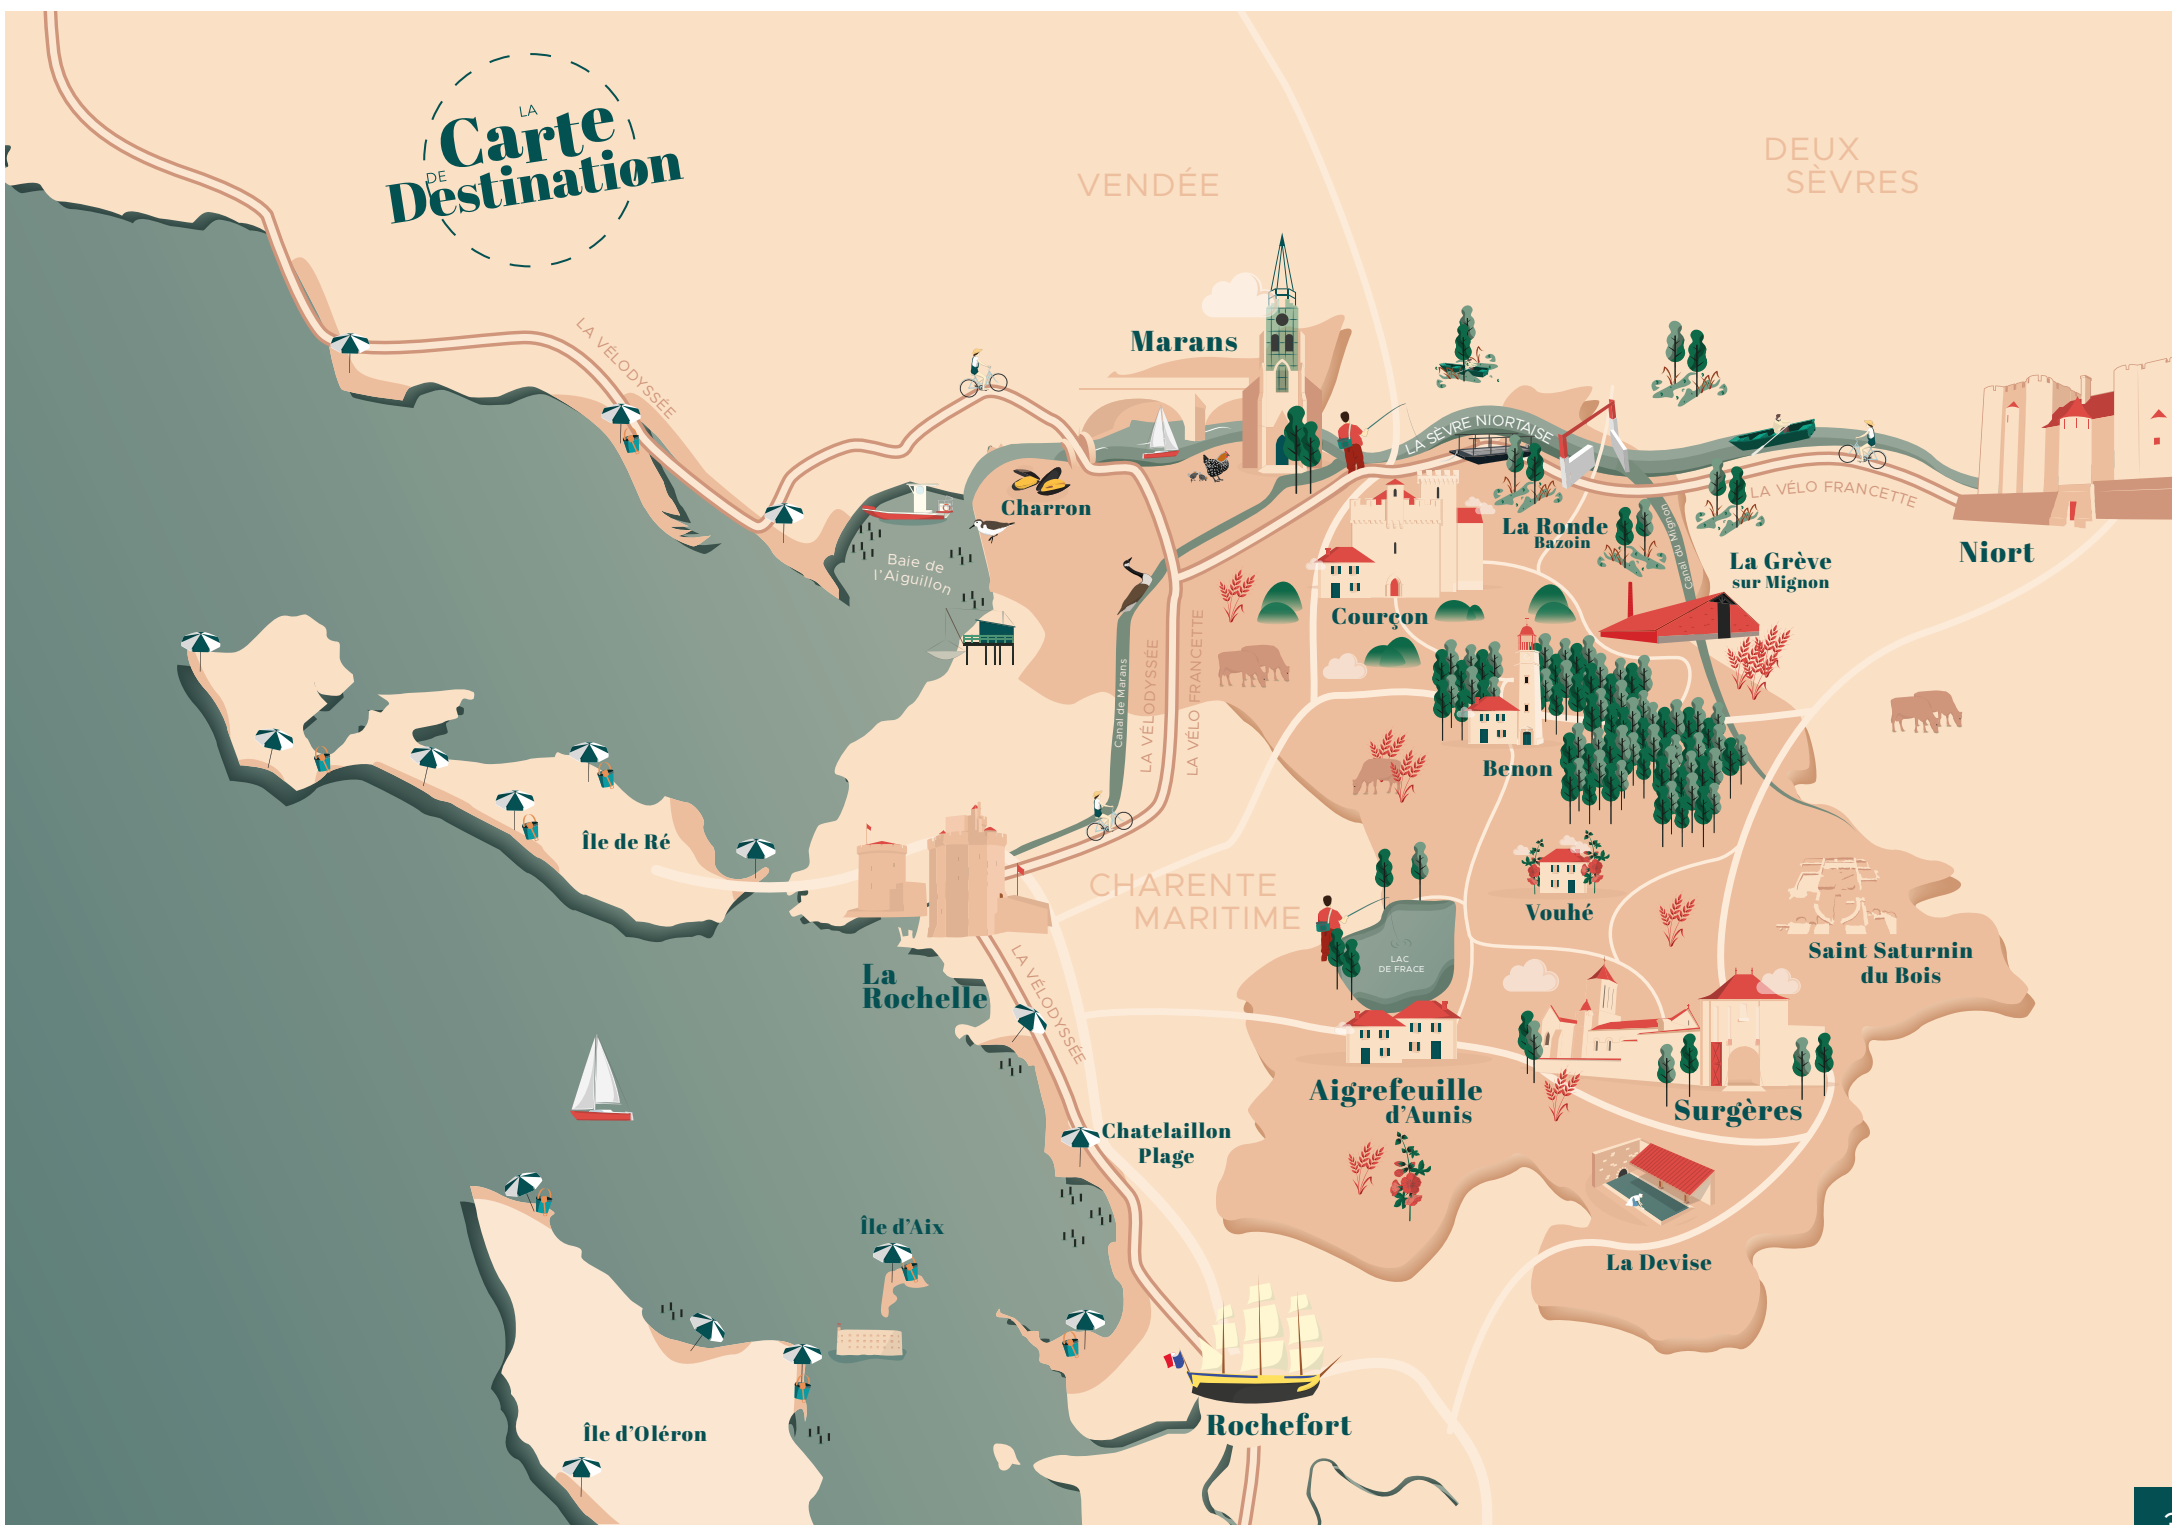 LA
Carte
DE
Destination
VENDÉE
DEUX
SÈVRES
LA VÉLODYSSÉE
Marans
LA SÈVRE NIORTAISE
Charron
LA VÉLO FRANCETTE
La Ronde
Bazoin
Niort
Baie de
l'Aiguillon
Canal du Mignon
La Grève
sur Mignon
Courçon
Canal de Marans
LA VÉLODYSSÉE
LA VÉLO FRANCETTE
Benon
Île de Ré
CHARENTE
MARITIME
Vouhé
Saint Saturnin
du Bois
LAC
DE FRACE
La
Rochelle
LA VÉLODYSSÉE
Aigrefeuille
d'Aunis
Surgères
Chatelaillon
Plage
Île d'Aix
La Devise
Rochefort
Île d'Oléron